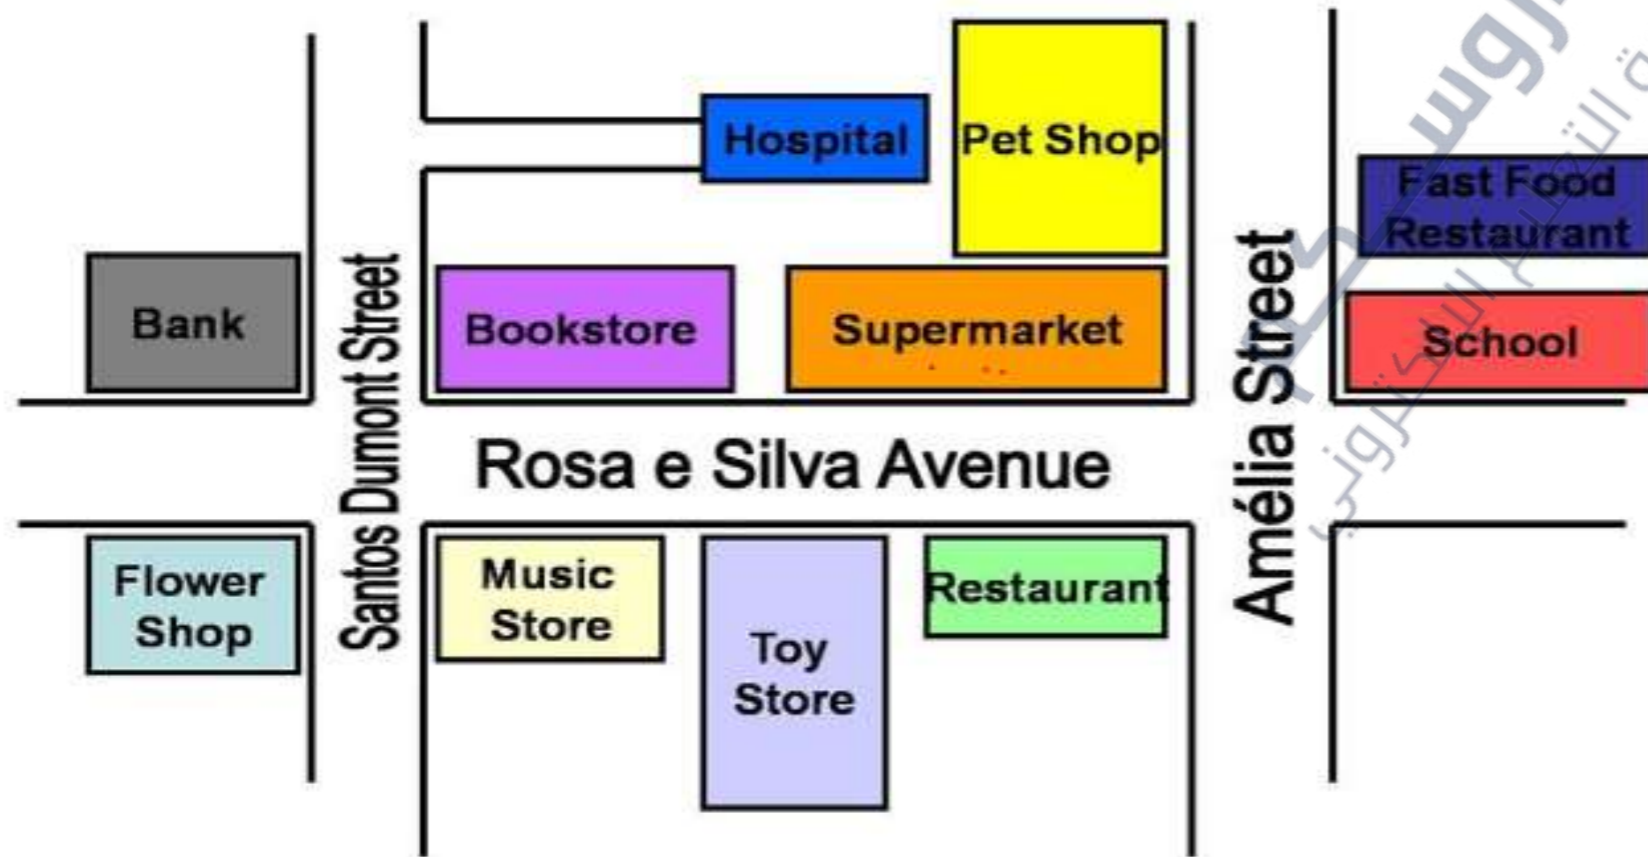 Hospital
Pet Shop
Fast Food
Restaurant
Bank
Bookstore
Supermarket
School
Santos Dumont Street
Rosa e Silva Avenue
Amélia Street
Flower
Shop
Music
Store
Toy
Store
Restaurant